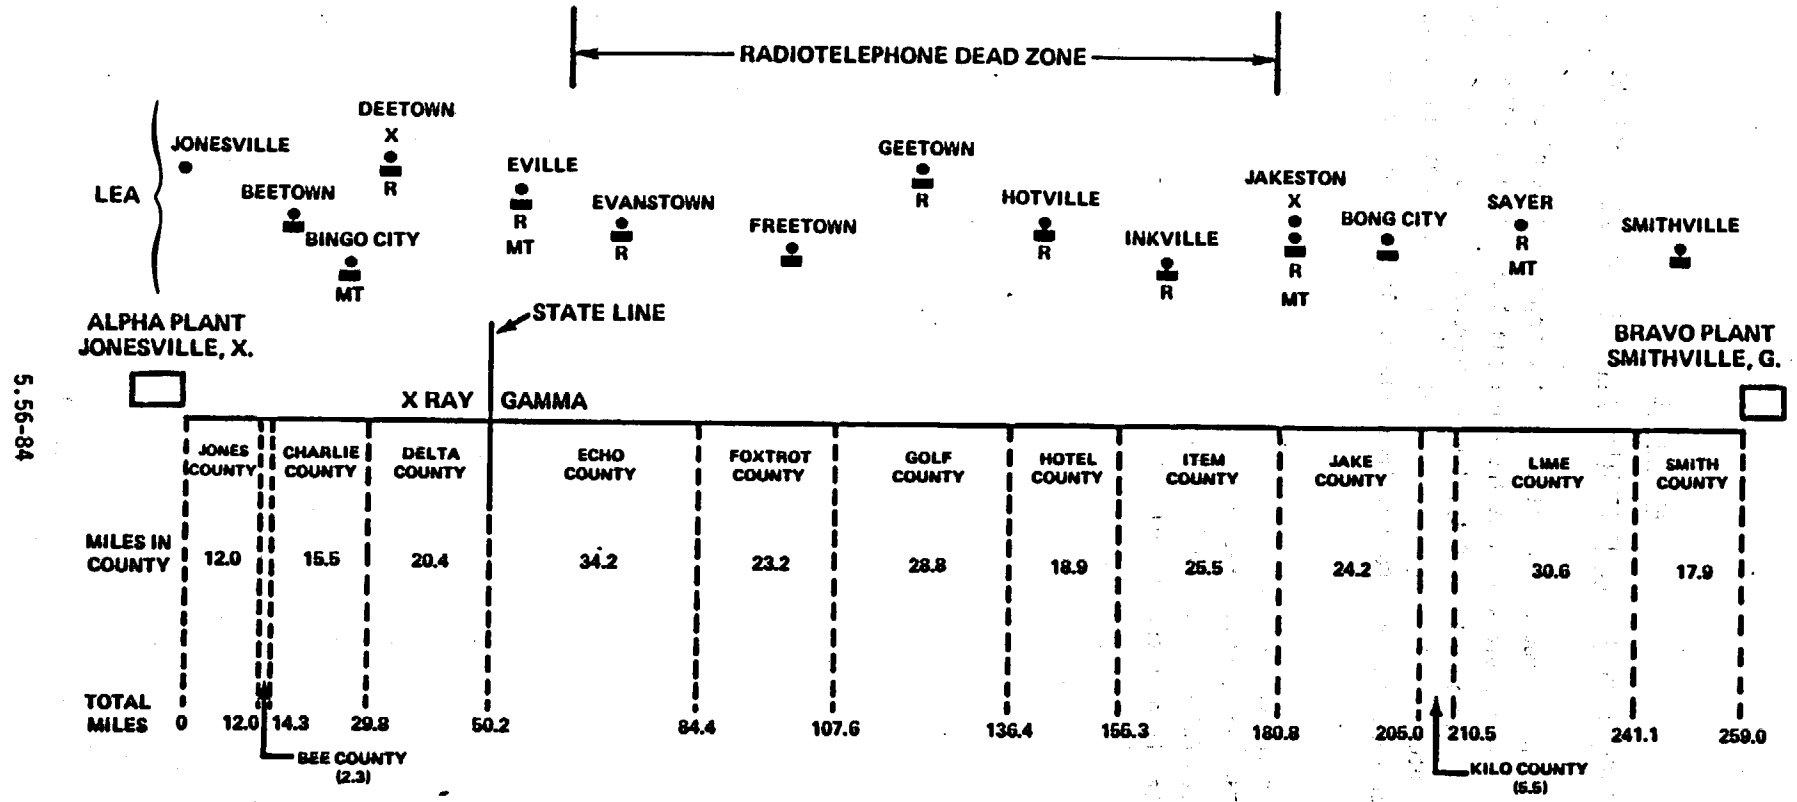 RADIOTELEPHONE DEAD ZONE
LEA
JONESVILLE
BEETOWN
BINGO CITY
MT
DEETOWN
X
R
EVILLE
R
MT
EVANSTOWN
R
FREETOWN
GEETOWN
R
HOTVILLE
R
INKVILLE
R
JAKESTON
X
R
MT
BONG CITY
SAYER
R
MT
SMITHVILLE
ALPHA PLANT
JONESVILLE, X.
STATE LINE
BRAVO PLANT
SMITHVILLE, G.
X RAY GAMMA
JONES
COUNTY
CHARLIE
COUNTY
DELTA
COUNTY
ECHO
COUNTY
FOXTROT
COUNTY
GOLF
COUNTY
HOTEL
COUNTY
ITEM
COUNTY
JAKE
COUNTY
LIME
COUNTY
SMITH
COUNTY
MILES IN
COUNTY
12.0 15.5 20.4 34.2 23.2 28.8 18.9 25.5 24.2 30.6 17.9
TOTAL
MILES
0 12.0 14.3 29.8 50.2 84.4 107.6 136.4 155.3 180.8 205.0 210.5 241.1 259.0
BEE COUNTY
(2.3)
KILO COUNTY
(5.5)
5.56-84